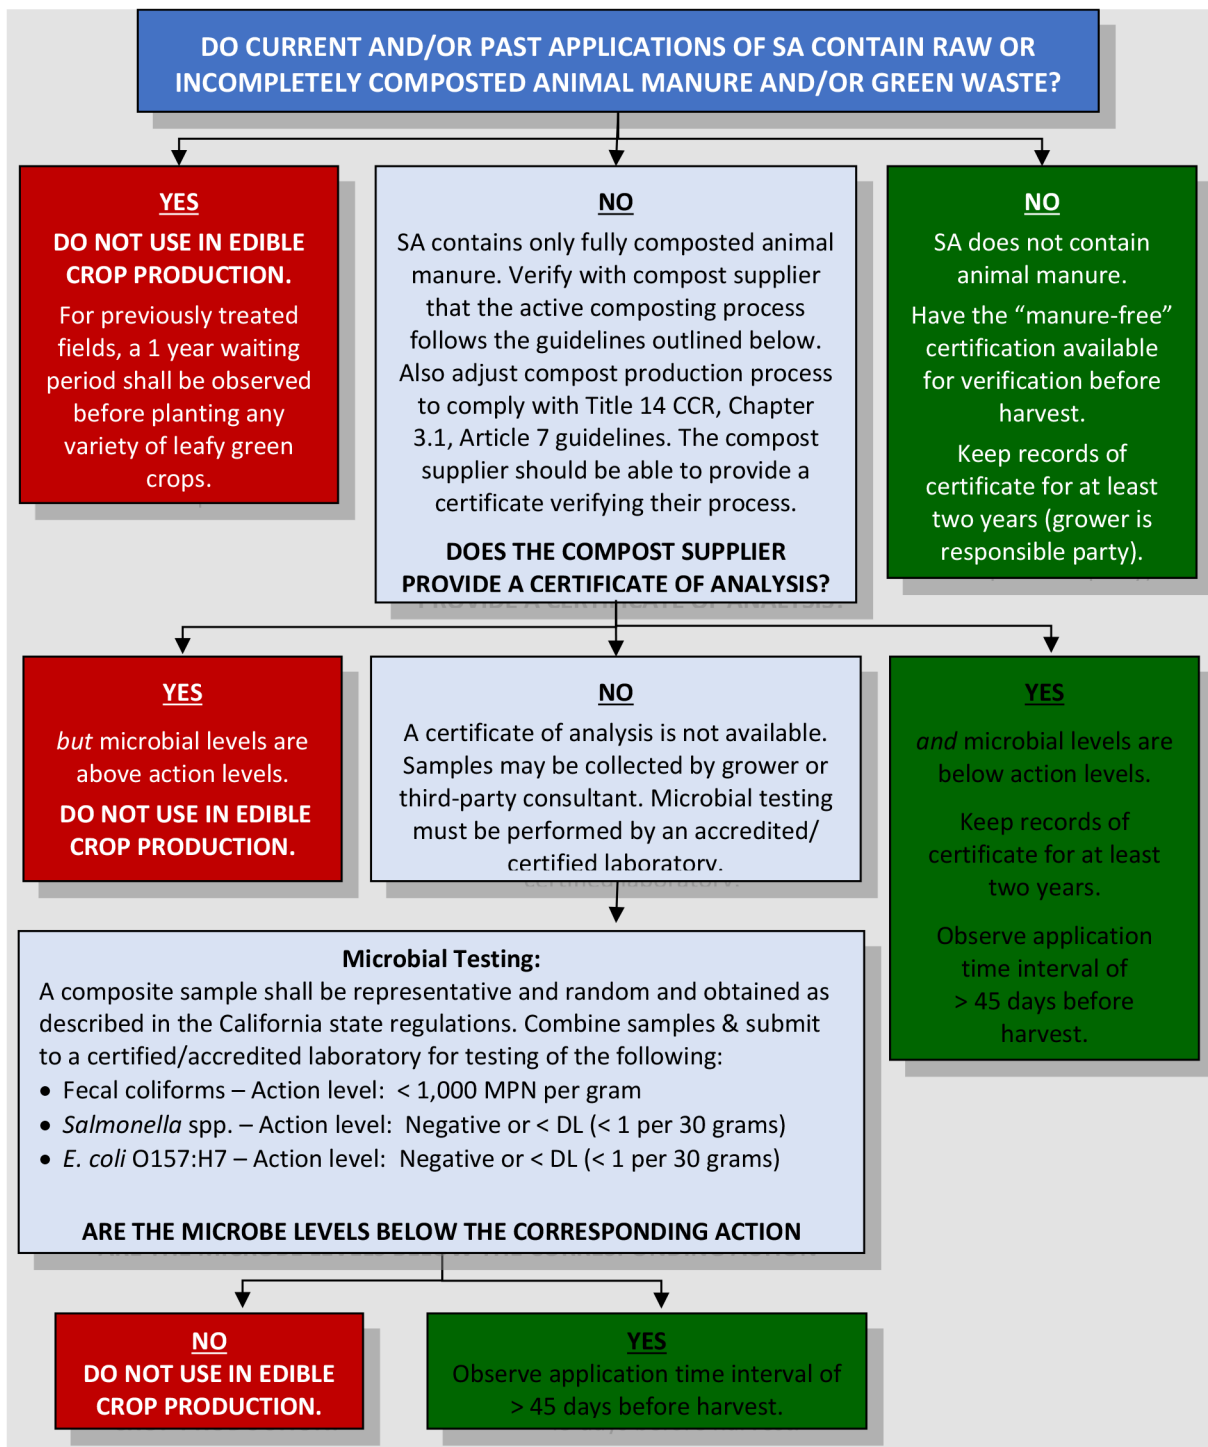 DO CURRENT AND/OR PAST APPLICATIONS OF SA CONTAIN RAW OR
INCOMPLETELY COMPOSTED ANIMAL MANURE AND/OR GREEN WASTE?
YES
DO NOT USE IN EDIBLE
CROP PRODUCTION.
For previously treated
fields, a 1 year waiting
period shall be observed
before planting any
variety of leafy green
crops.
NO
SA contains only fully composted animal
manure. Verify with compost supplier
that the active composting process
follows the guidelines outlined below.
Also adjust compost production process
to comply with Title 14 CCR, Chapter
3.1, Article 7 guidelines. The compost
supplier should be able to provide a
certificate verifying their process.
DOES THE COMPOST SUPPLIER
PROVIDE A CERTIFICATE OF ANALYSIS?
NO
SA does not contain
animal manure.
Have the “manure-free”
certification available
for verification before
harvest.
Keep records of
certificate for at least
two years (grower is
responsible party).
YES
but microbial levels are
above action levels.
DO NOT USE IN EDIBLE
CROP PRODUCTION.
NO
A certificate of analysis is not available.
Samples may be collected by grower or
third-party consultant. Microbial testing
must be performed by an accredited/
certified laboratory.
YES
and microbial levels are
below action levels.
Keep records of
certificate for at least
two years.
Observe application
time interval of
> 45 days before
harvest.
Microbial Testing:
A composite sample shall be representative and random and obtained as
described in the California state regulations. Combine samples & submit
to a certified/accredited laboratory for testing of the following:
• Fecal coliforms – Action level: < 1,000 MPN per gram
• Salmonella spp. – Action level: Negative or < DL (< 1 per 30 grams)
• E. coli O157:H7 – Action level: Negative or < DL (< 1 per 30 grams)
ARE THE MICROBE LEVELS BELOW THE CORRESPONDING ACTION
NO
DO NOT USE IN EDIBLE
CROP PRODUCTION.
YES
Observe application time interval of
> 45 days before harvest.